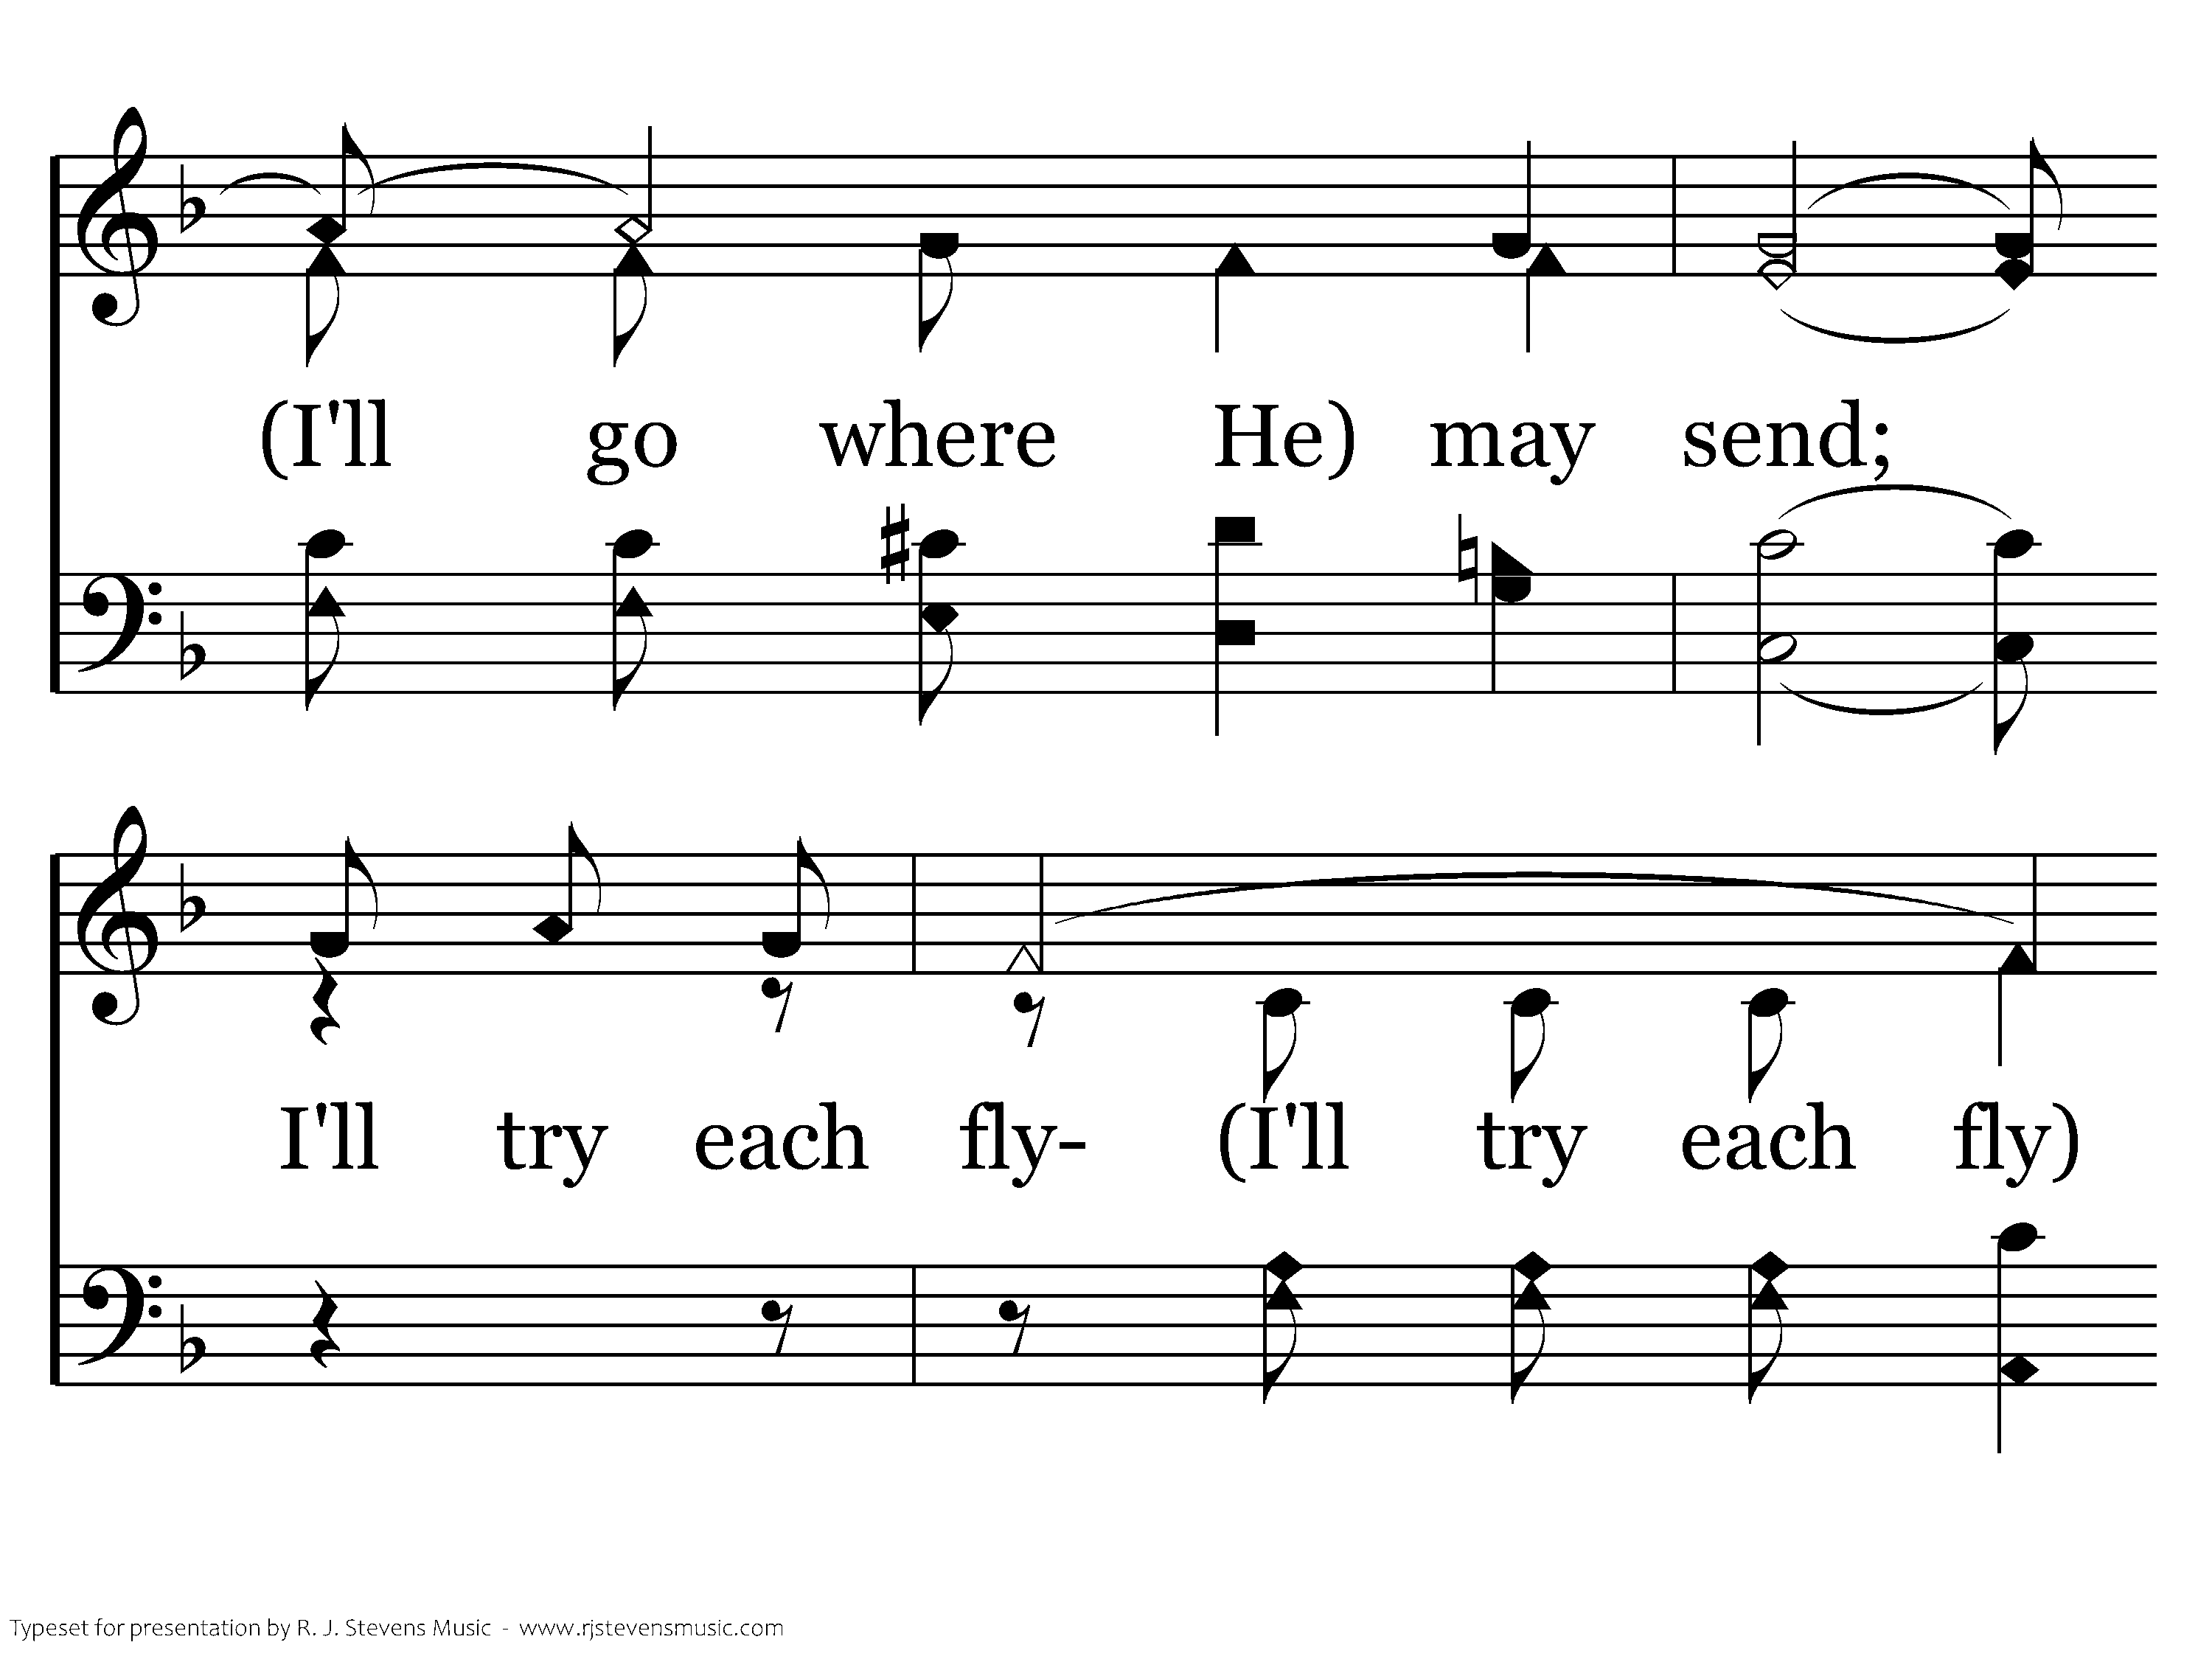 (I'll go where He) may send;
I'll try each fly- (I'll try each fly)
Typeset for presentation by R. J. Stevens Music - www.rjstevensmusic.com